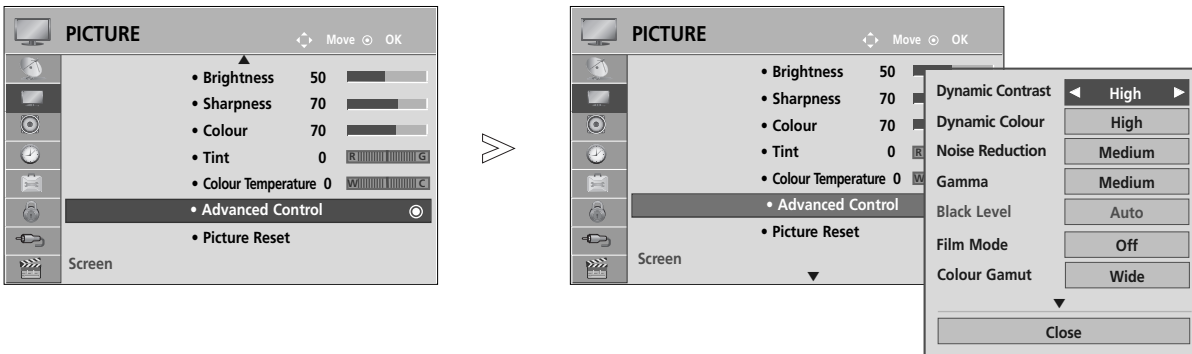 PICTURE
Move OK
• Brightness 50
• Sharpness 70
• Colour 70
• Tint 0 R G
• Colour Temperature 0 W C
• Advanced Control
• Picture Reset
Screen
PICTURE
Move OK
• Brightness 50
• Sharpness 70
• Colour 70
• Tint 0 R
• Colour Temperature 0 W
• Advanced Control
• Picture Reset
Screen
Dynamic Contrast High
Dynamic Colour High
Noise Reduction Medium
Gamma Medium
Black Level Auto
Film Mode Off
Colour Gamut Wide
Close